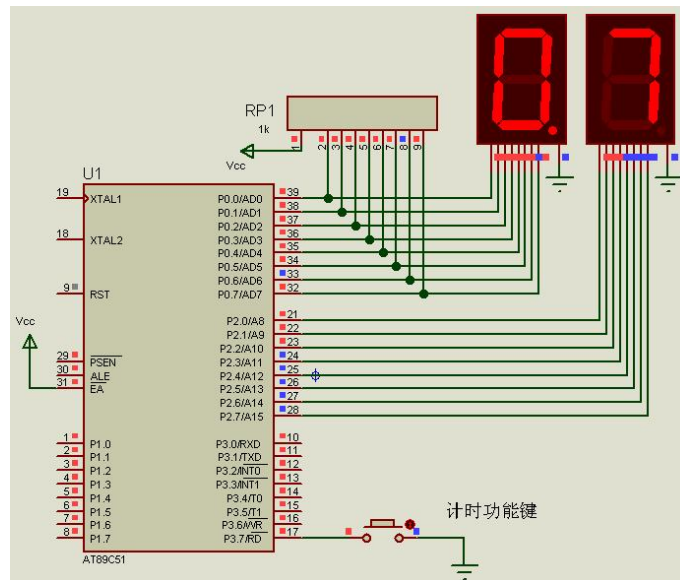 RP1
1k
1 2 3 4 5 6 7 8 9
Vcc
U1
19 XTAL1
18 XTAL2
9 RST
Vcc
29 PSEN
30 ALE
31 EA
1 P1.0
2 P1.1
3 P1.2
4 P1.3
5 P1.4
6 P1.5
7 P1.6
8 P1.7
P0.0/AD0 39
P0.1/AD1 38
P0.2/AD2 37
P0.3/AD3 36
P0.4/AD4 35
P0.5/AD5 34
P0.6/AD6 33
P0.7/AD7 32
P2.0/A8 21
P2.1/A9 22
P2.2/A10 23
P2.3/A11 24
P2.4/A12 25
P2.5/A13 26
P2.6/A14 27
P2.7/A15 28
P3.0/RXD 10
P3.1/TXD 11
P3.2/INT0 12
P3.3/INT1 13
P3.4/T0 14
P3.5/T1 15
P3.6/WR 16
P3.7/RD 17
AT89C51
0.7
计时功能键